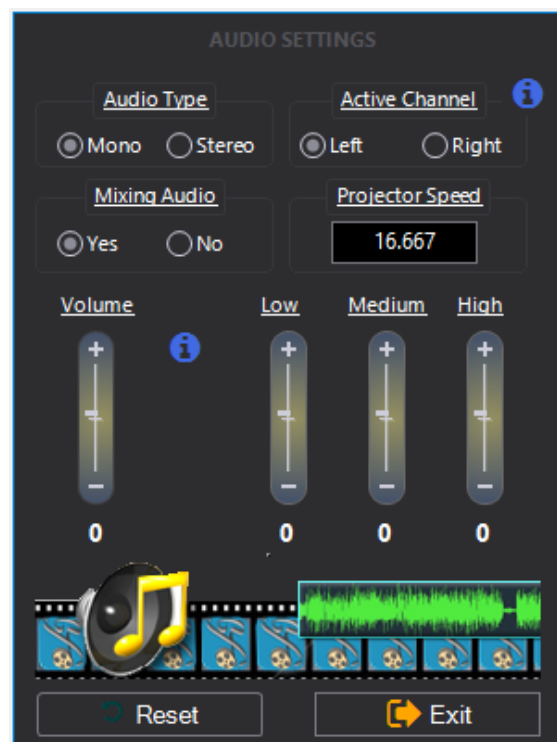 AUDIO SETTINGS
Audio Type
Active Channel
Mono Stereo
Left Right
Mixing Audio
Projector Speed
Yes No
16.667
Volume Low Medium High
0 0 0 0
Reset Exit